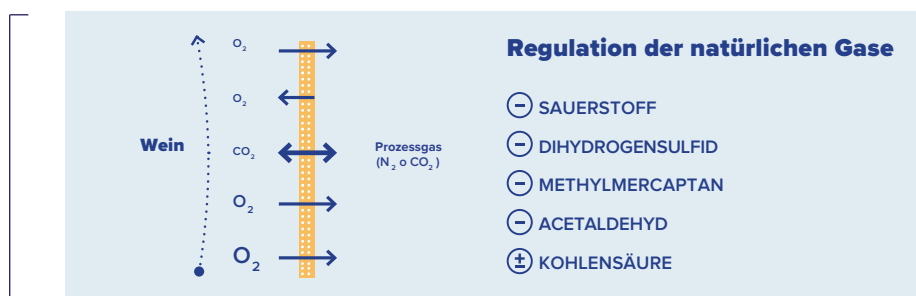 O₂
O₂
Wein
CO₂
Prozessgas
(N₂ o CO₂)
O₂
O₂
Regulation der natürlichen Gase
− SAUERSTOFF
− DIHYDROGENSULFID
− METHYLMERCAPTAN
− ACETALDEHYD
± KOHLENSÄURE